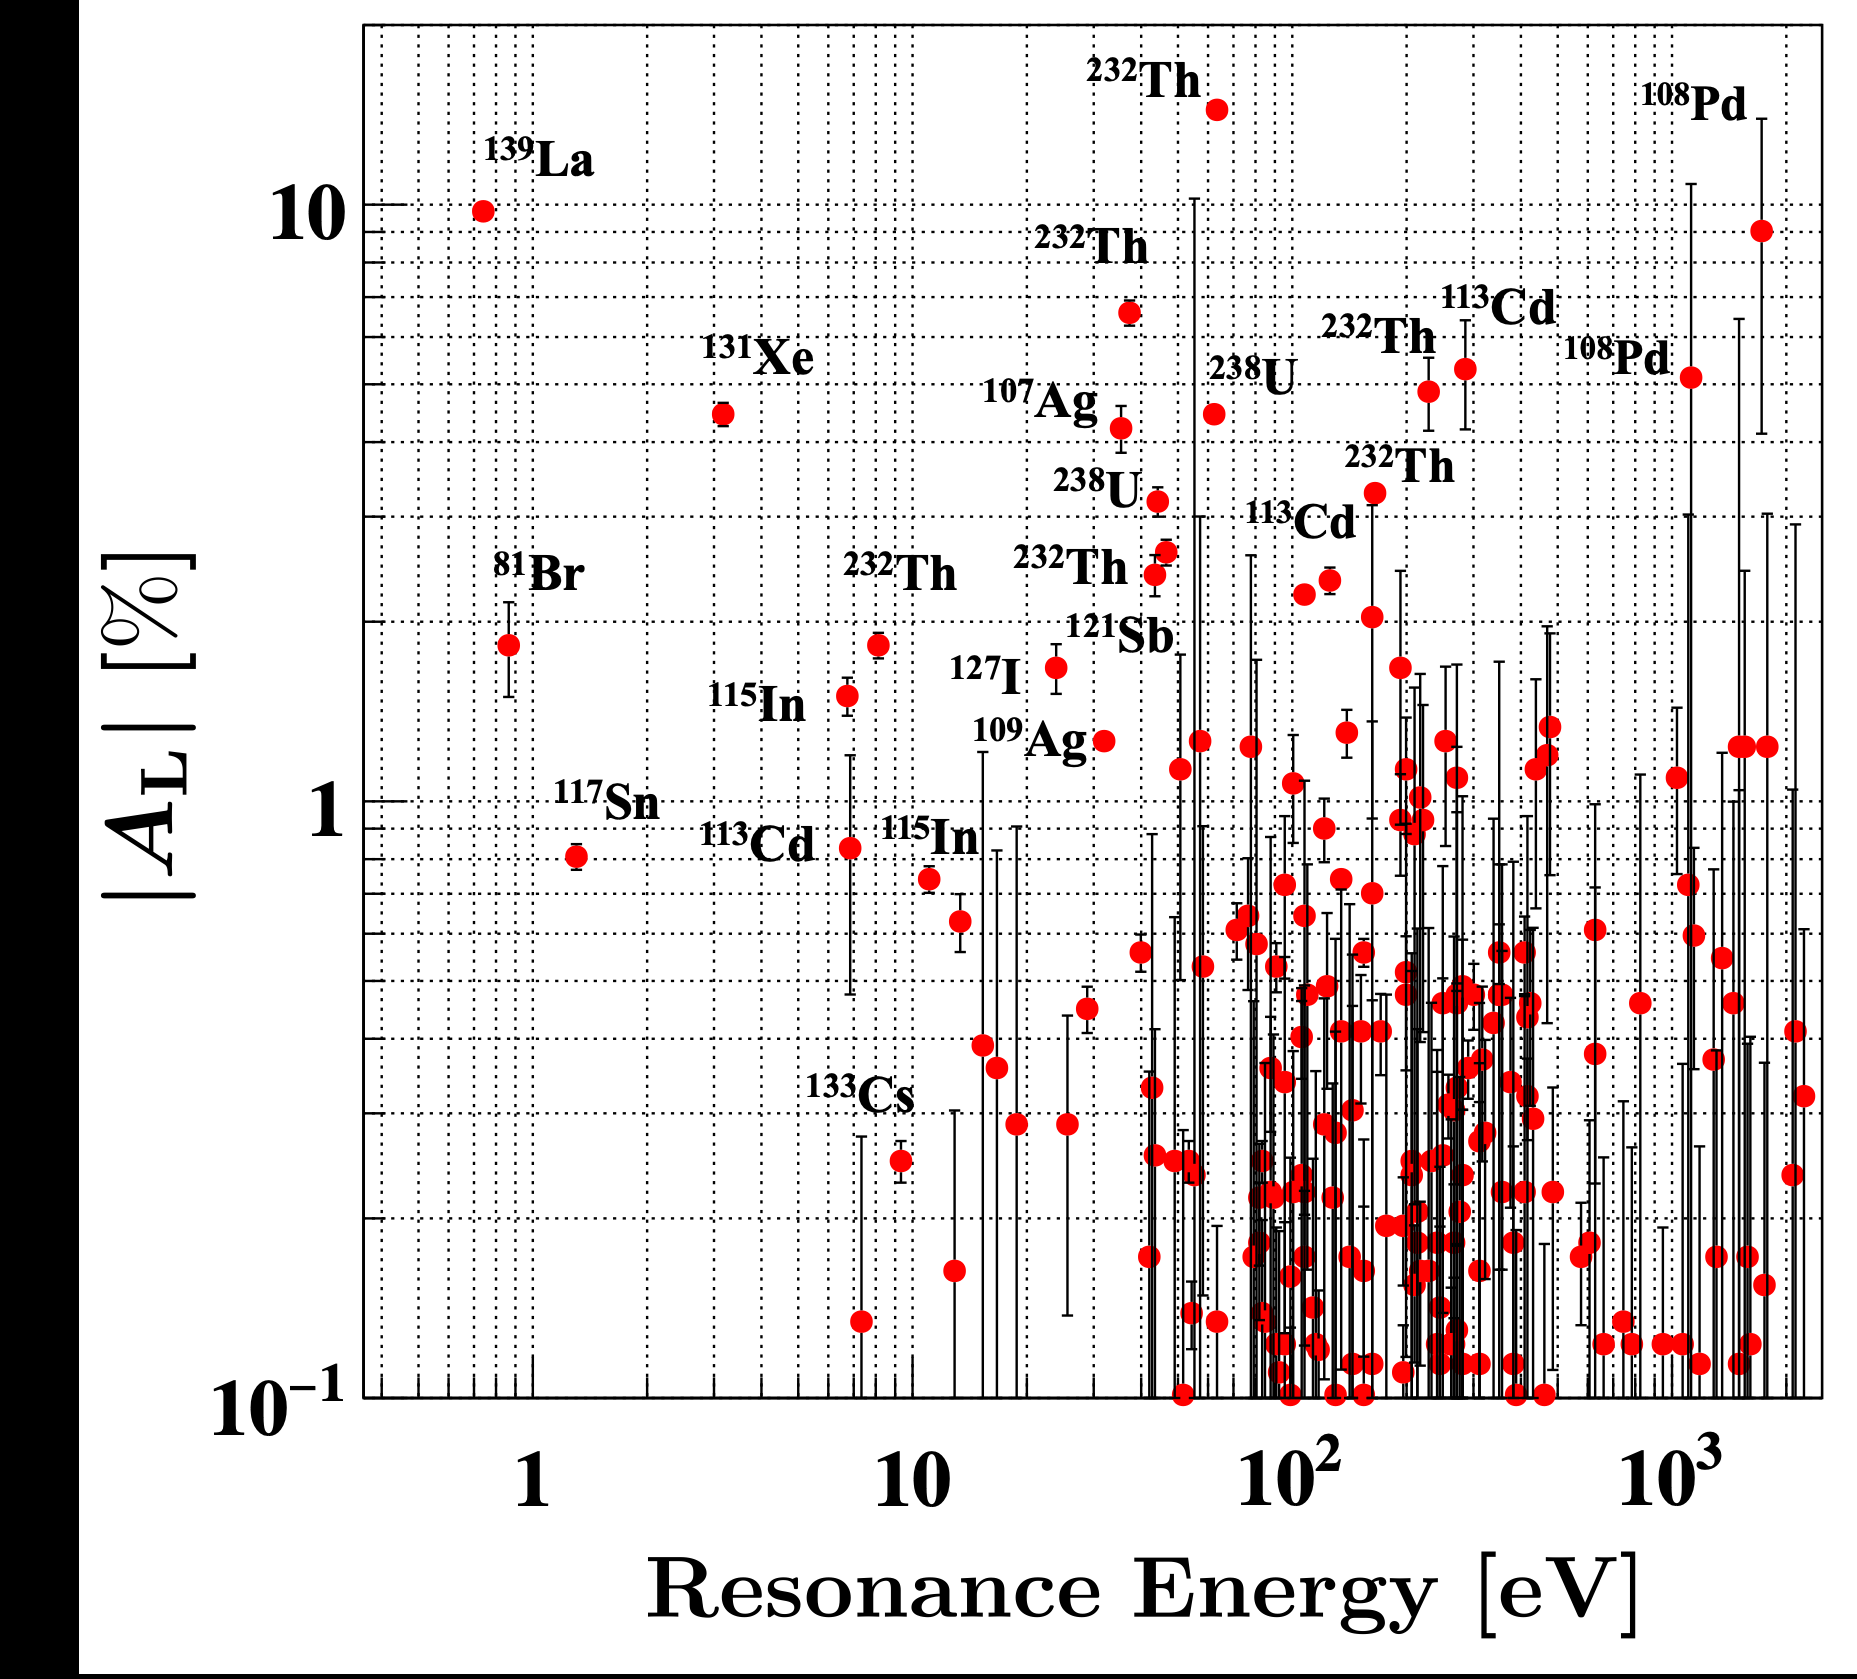 ²³²Th
¹⁰⁸Pd
¹³⁹La
10
²³²Th
¹¹³Cd
²³²Th
¹³¹Xe
¹⁰⁸Pd
²³⁸U
¹⁰⁷Ag
²³²Th
²³⁸U
¹¹³Cd
⁸¹Br
²³²Th
²³²Th
¹²¹Sb
¹²⁷I
¹¹⁵In
¹⁰⁹Ag
|A_L| [%]
1
¹¹⁷Sn
¹¹³Cd
¹¹⁵In
¹³³Cs
10⁻¹
1 10 10² 10³
Resonance Energy [eV]